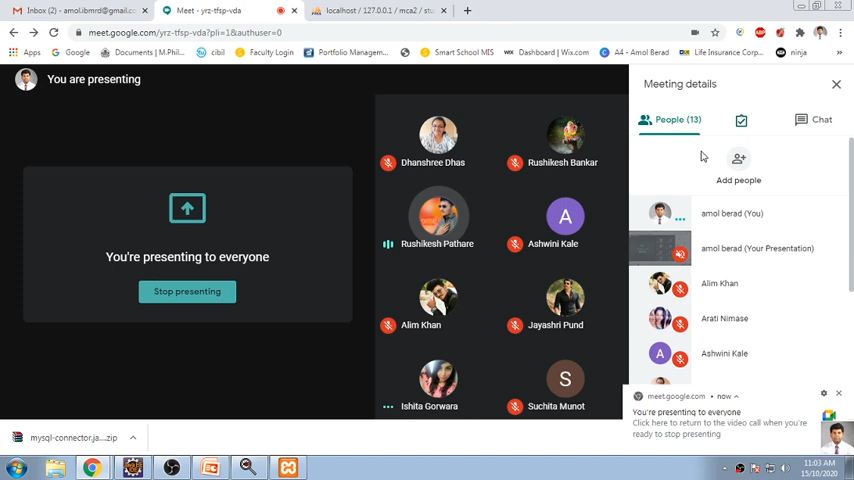 Inbox (2) - amol.ibmrd@gmail.co
Meet - yrz-tfsp-vda
localhost / 127.0.0.1 / mca2 / stu
meet.google.com/yrz-tfsp-vda?pli=1&authuser=0
Apps
Google
Documents (M.Phil...
cibil
Faculty Login
Portfolio Managem...
Smart School MIS
Dashboard | Wix.com
A4 - Amol Berad
Life Insurance Corp...
ninja
You are presenting
Meeting details
People (13)
Chat
Add people
Dhanshree Dhas
Rushikesh Bankar
Rushikesh Pathare
A
Ashwini Kale
Alim Khan
Jayashri Pund
Ishita Gorwara
S
Suchita Munot
You're presenting to everyone
Stop presenting
amol berad (You)
amol berad (Your Presentation)
Alim Khan
Arati Nimase
A
Ashwini Kale
meet.google.com • now
You're presenting to everyone
Click here to return to the video call when you're
ready to stop presenting
mysql-connector.ja....zip
11:03 AM
15/10/2020